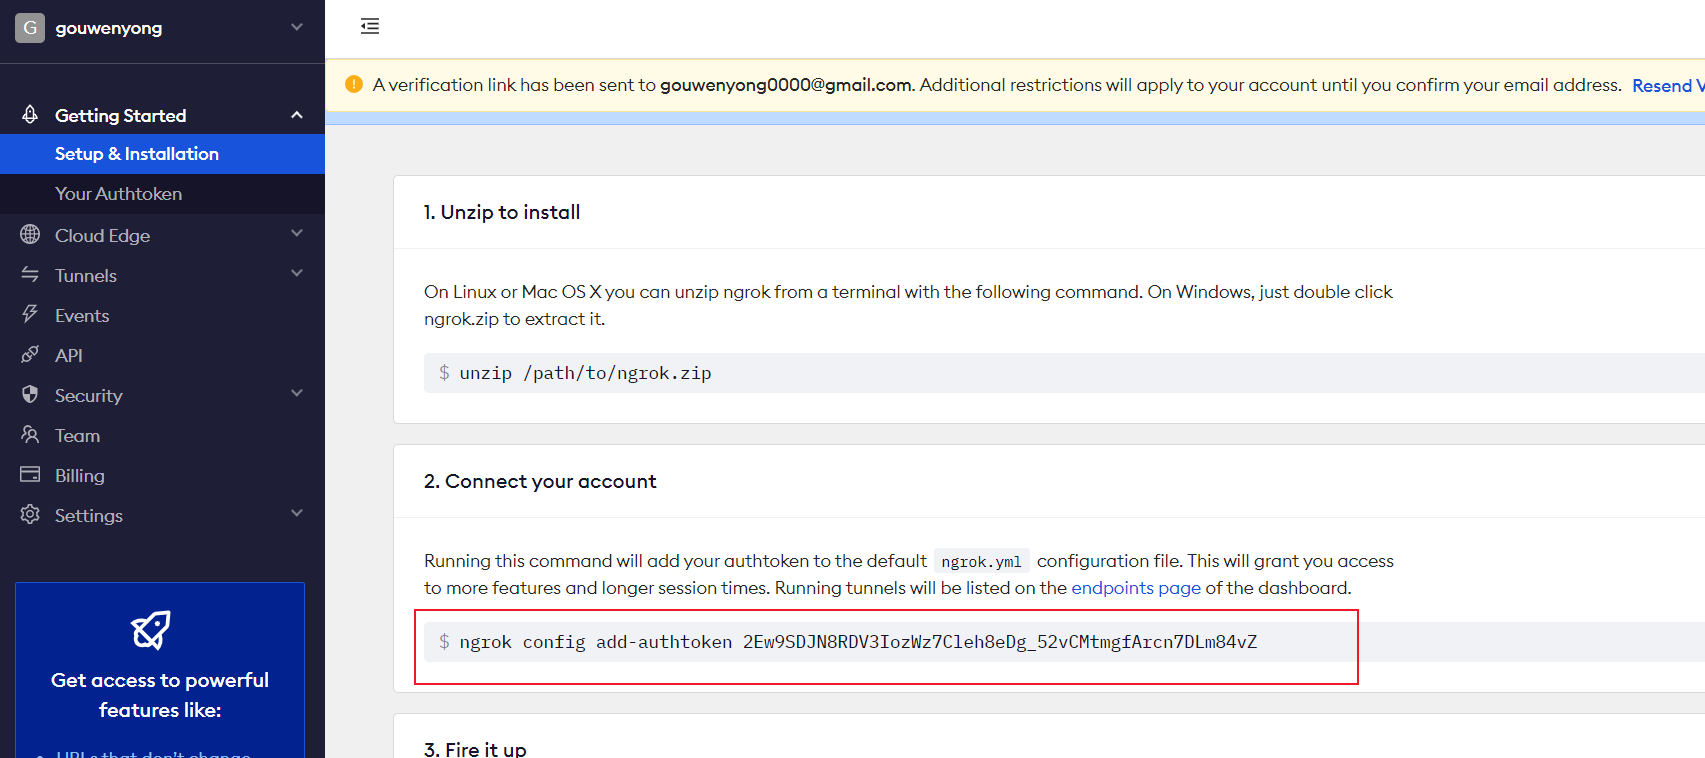 G gouwenyong
A verification link has been sent to gouwenyong0000@gmail.com. Additional restrictions will apply to your account until you confirm your email address. Resend V
Getting Started
Setup & Installation
Your Authtoken
Cloud Edge
Tunnels
Events
API
Security
Team
Billing
Settings
Get access to powerful
features like:
URLs that don't change
1. Unzip to install
On Linux or Mac OS X you can unzip ngrok from a terminal with the following command. On Windows, just double click
ngrok.zip to extract it.
$ unzip /path/to/ngrok.zip
2. Connect your account
Running this command will add your authtoken to the default ngrok.yml configuration file. This will grant you access
to more features and longer session times. Running tunnels will be listed on the endpoints page of the dashboard.
$ ngrok config add-authtoken 2Ew9SDJN8RDV3IozWz7Cleh8eDg_52vCMtmgfArcn7DLm84vZ
3. Fire it up